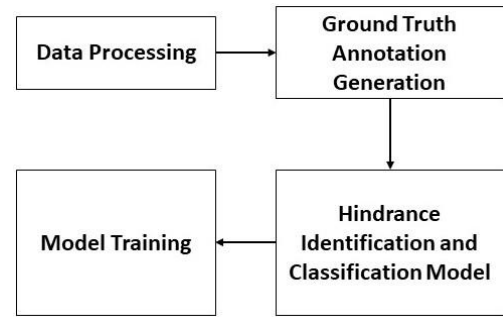 Data Processing
Ground Truth
Annotation
Generation
Hindrance
Identification and
Classification Model
Model Training